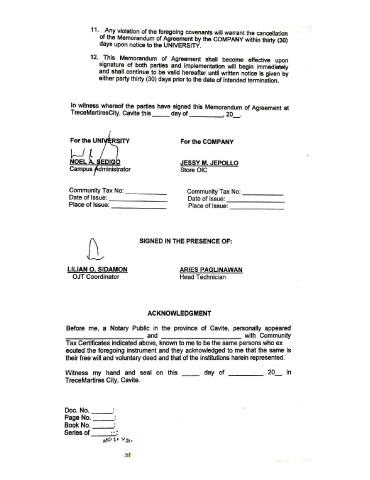 11. Any violation of the foregoing covenants will warrant the cancellation
of the Memorandum of Agreement by the COMPANY within thirty (30)
days upon notice to the UNIVERSITY.
12. This Memorandum of Agreement shall become effective upon
signature of both parties and implementation will begin immediately
and shall continue to be valid hereafter until written notice is given by
either party thirty (30) days prior to the date of intended termination.
In witness whereof the parties have signed this Memorandum of Agreement at
TreceMartiresCity, Cavite this _____ day of __________, 20__.
For the UNIVERSITY For the COMPANY
NOEL A. SEDIGO JESSY M. JEPOLLO
Campus Administrator Store OIC
Community Tax No: __________ Community Tax No: __________
Date of Issue: __________ Date of Issue: __________
Place of Issue: __________ Place of Issue: __________
SIGNED IN THE PRESENCE OF:
LILIAN O. SIDAMON ARIES PAGLINAWAN
OJT Coordinator Head Technician
ACKNOWLEDGMENT
Before me, a Notary Public in the province of Cavite, personally appeared
__________ and __________, with Community
Tax Certificates indicated above, known to me to be the same persons who ex
ecuted the foregoing instrument and they acknowledged to me that the same is
their free will and voluntary deed and that of the institutions herein represented.
Witness my hand and seal on this _____ day of __________ 20__ in
TreceMartires City, Cavite.
Doc. No. ______;
Page No. ______;
Book No. ______;
Series of ______;